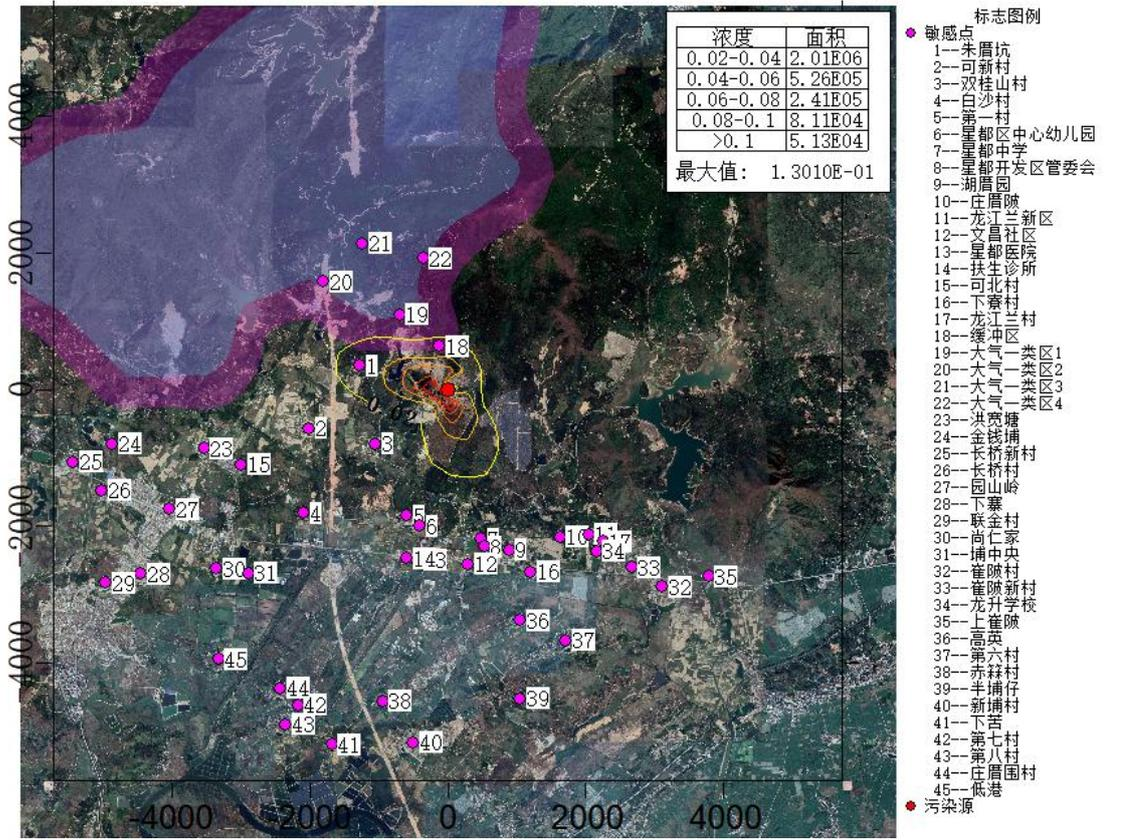 浓度 面积
0.02-0.04 2.01E06
0.04-0.06 5.26E05
0.06-0.08 2.41E05
0.08-0.1 8.11E04
>0.1 5.13E04
最大值: 1.3010E-01
标志图例
敏感点
1--朱厝坑
2--可新村
3--双桂山村
4--白沙村
5--第一村
6--星都区中心幼儿园
7--星都中学
8--星都开发区管委会
9--湖厝园
10--庄厝陂
11--龙江兰新区
12--文昌社区
13--星都医院
14--扶生诊所
15--可北村
16--下寮村
17--龙江兰村
18--缓冲区
19--大气一类区1
20--大气一类区2
21--大气一类区3
22--大气一类区4
23--洪宽塘
24--金钱埔
25--长桥新村
26--长桥村
27--园山岭
28--下寨
29--联金村
30--尚仁家
31--埔中央
32--崔陂村
33--崔陂新村
34--龙升学校
35--上崔陂
36--高英
37--第六村
38--赤秝村
39--半埔仔
40--新埔村
41--下苦
42--第七村
43--第八村
44--庄厝围村
45--低港
污染源
4000
2000
0
-2000
-4000
-4000 -2000 0 2000 4000
21
22
20
19
18
1
0.02
2
3
24
23
25
15
26
27
4
5
6
7
8
9
10
11
17
34
143
12
16
33
32
35
28
29
30
31
36
37
45
44
42
43
38
39
41
40